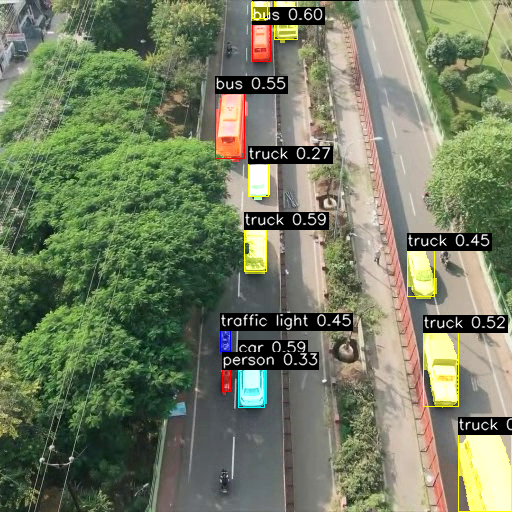 bus 0.60
bus 0.55
truck 0.27
truck 0.59
truck 0.45
traffic light 0.45
truck 0.52
car 0.59
person 0.33
truck 0